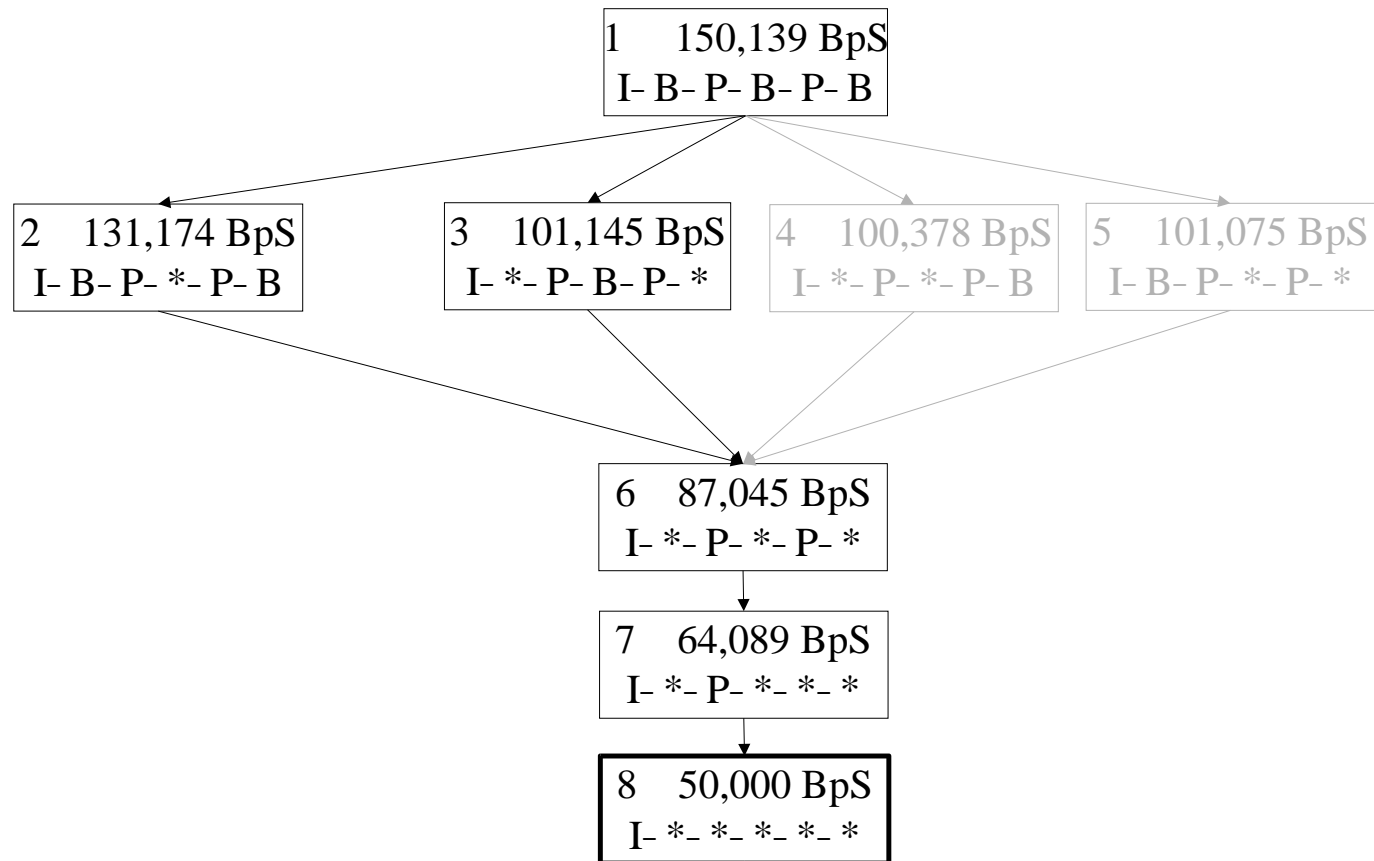 1 150,139 BpS
I- B- P- B- P- B
2 131,174 BpS
I- B- P- *- P- B
3 101,145 BpS
I- *- P- B- P- *
4 100,378 BpS
I- *- P- *- P- B
5 101,075 BpS
I- B- P- *- P- *
6 87,045 BpS
I- *- P- *- P- *
7 64,089 BpS
I- *- P- *- *- *
8 50,000 BpS
I- *- *- *- *- *